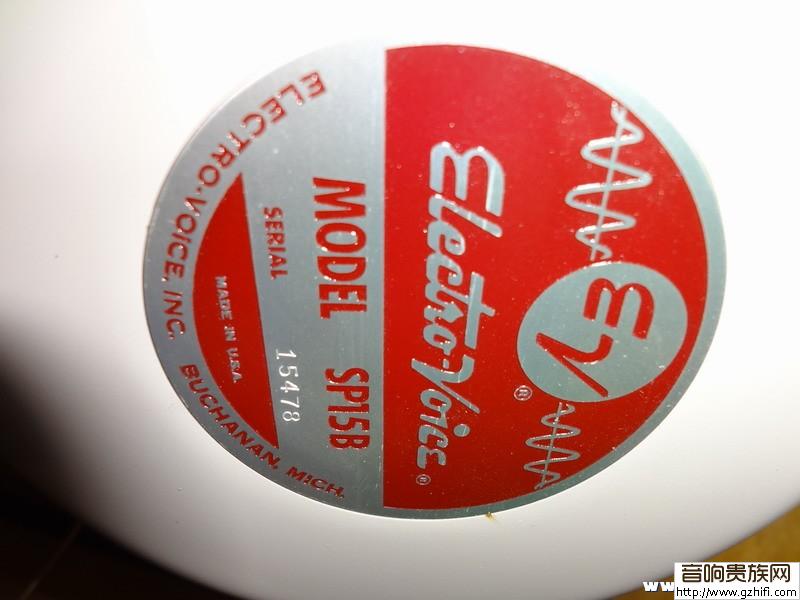 EV
®
Electro-Voice®
MODEL SP15B
SERIAL 15478
MADE IN U.S.A.
ELECTRO-VOICE, INC. BUCHANAN, MICH.
音响贵族网
http://www.gzhifi.com